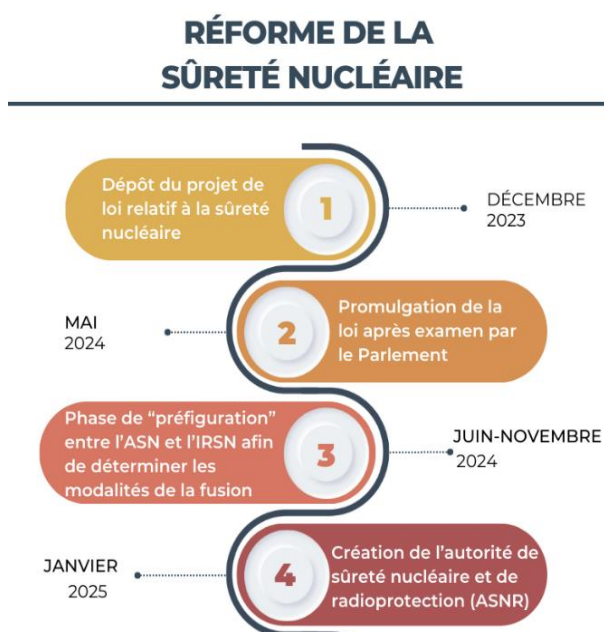 RÉFORME DE LA
SÛRETÉ NUCLÉAIRE
Dépôt du projet de
loi relatif à la sûreté
nucléaire
1
DÉCEMBRE
2023
MAI
2024
2
Promulgation de la
loi après examen par
le Parlement
Phase de “préfiguration”
entre l’ASN et l’IRSN afin
de déterminer les
modalités de la fusion
3
JUIN-NOVEMBRE
2024
JANVIER
2025
4
Création de l’autorité de
sûreté nucléaire et de
radioprotection (ASNR)